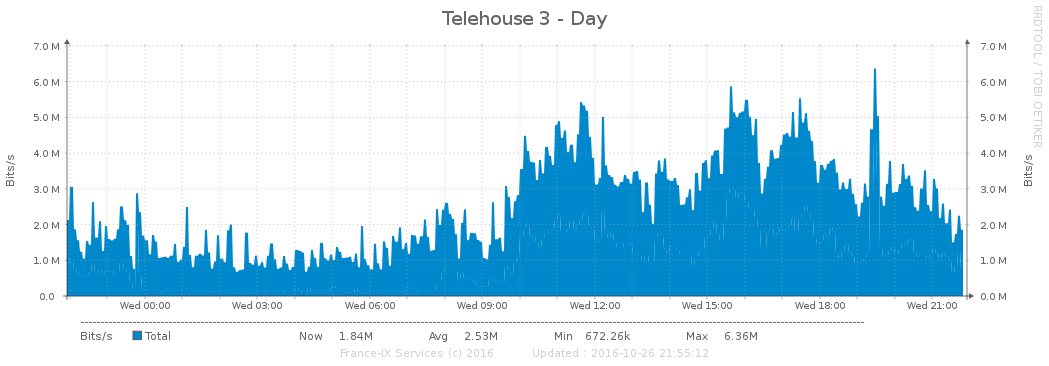 Telehouse 3 - Day
RRDTOOL / TOBI OETIKER
Bits/s
7.0 M 7.0 M
6.0 M 6.0 M
5.0 M 5.0 M
4.0 M 4.0 M
3.0 M 3.0 M
2.0 M 2.0 M
1.0 M 1.0 M
0.0 0.0 M
Bits/s
Wed 00:00 Wed 03:00 Wed 06:00 Wed 09:00 Wed 12:00 Wed 15:00 Wed 18:00 Wed 21:00
Bits/s Total Now 1.84M Avg 2.53M Min 672.26k Max 6.36M
France-IX Services (c) 2016 Updated : 2016-10-26 21:55:12